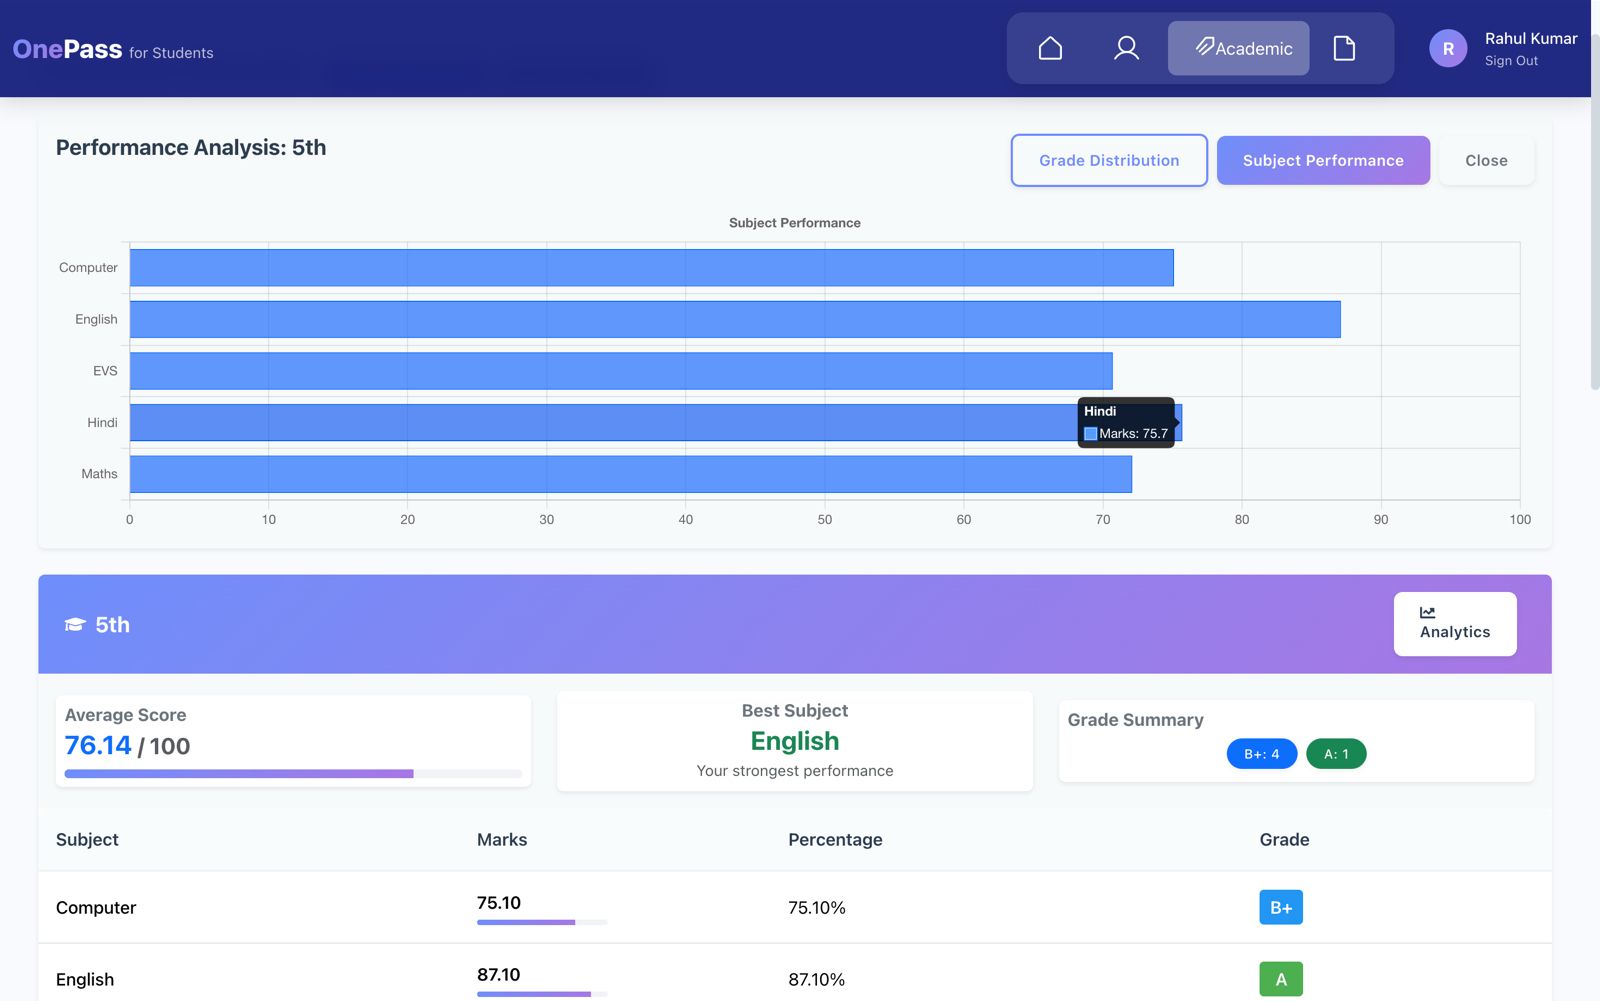 OnePass for Students
Academic
R
Rahul Kumar
Sign Out
Performance Analysis: 5th
Grade Distribution
Subject Performance
Close
Subject Performance
Computer
English
EVS
Hindi
Maths
Hindi
Marks: 75.7
0 10 20 30 40 50 60 70 80 90 100
5th
Analytics
Average Score
76.14 / 100
Best Subject
English
Your strongest performance
Grade Summary
B+: 4 A: 1
Subject Marks Percentage Grade
Computer 75.10 75.10% B+
English 87.10 87.10% A